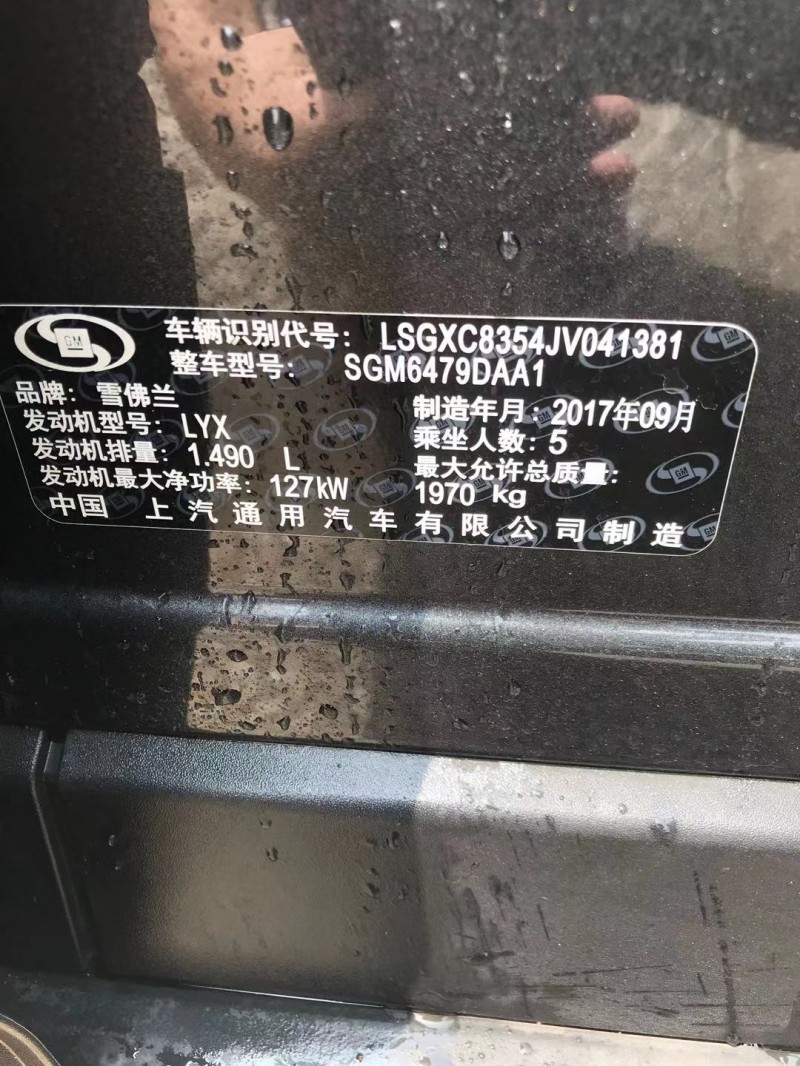 GM
车辆识别代号: LSGXC8354JV041381
整车型号: SGM6479DAA1
品牌: 雪佛兰
制造年月: 2017年09月
发动机型号: LYX
乘坐人数: 5
发动机排量: 1.490 L
最大允许总质量:
1970 kg
发动机最大净功率: 127kW
中国 上汽通用汽车有限公司制造